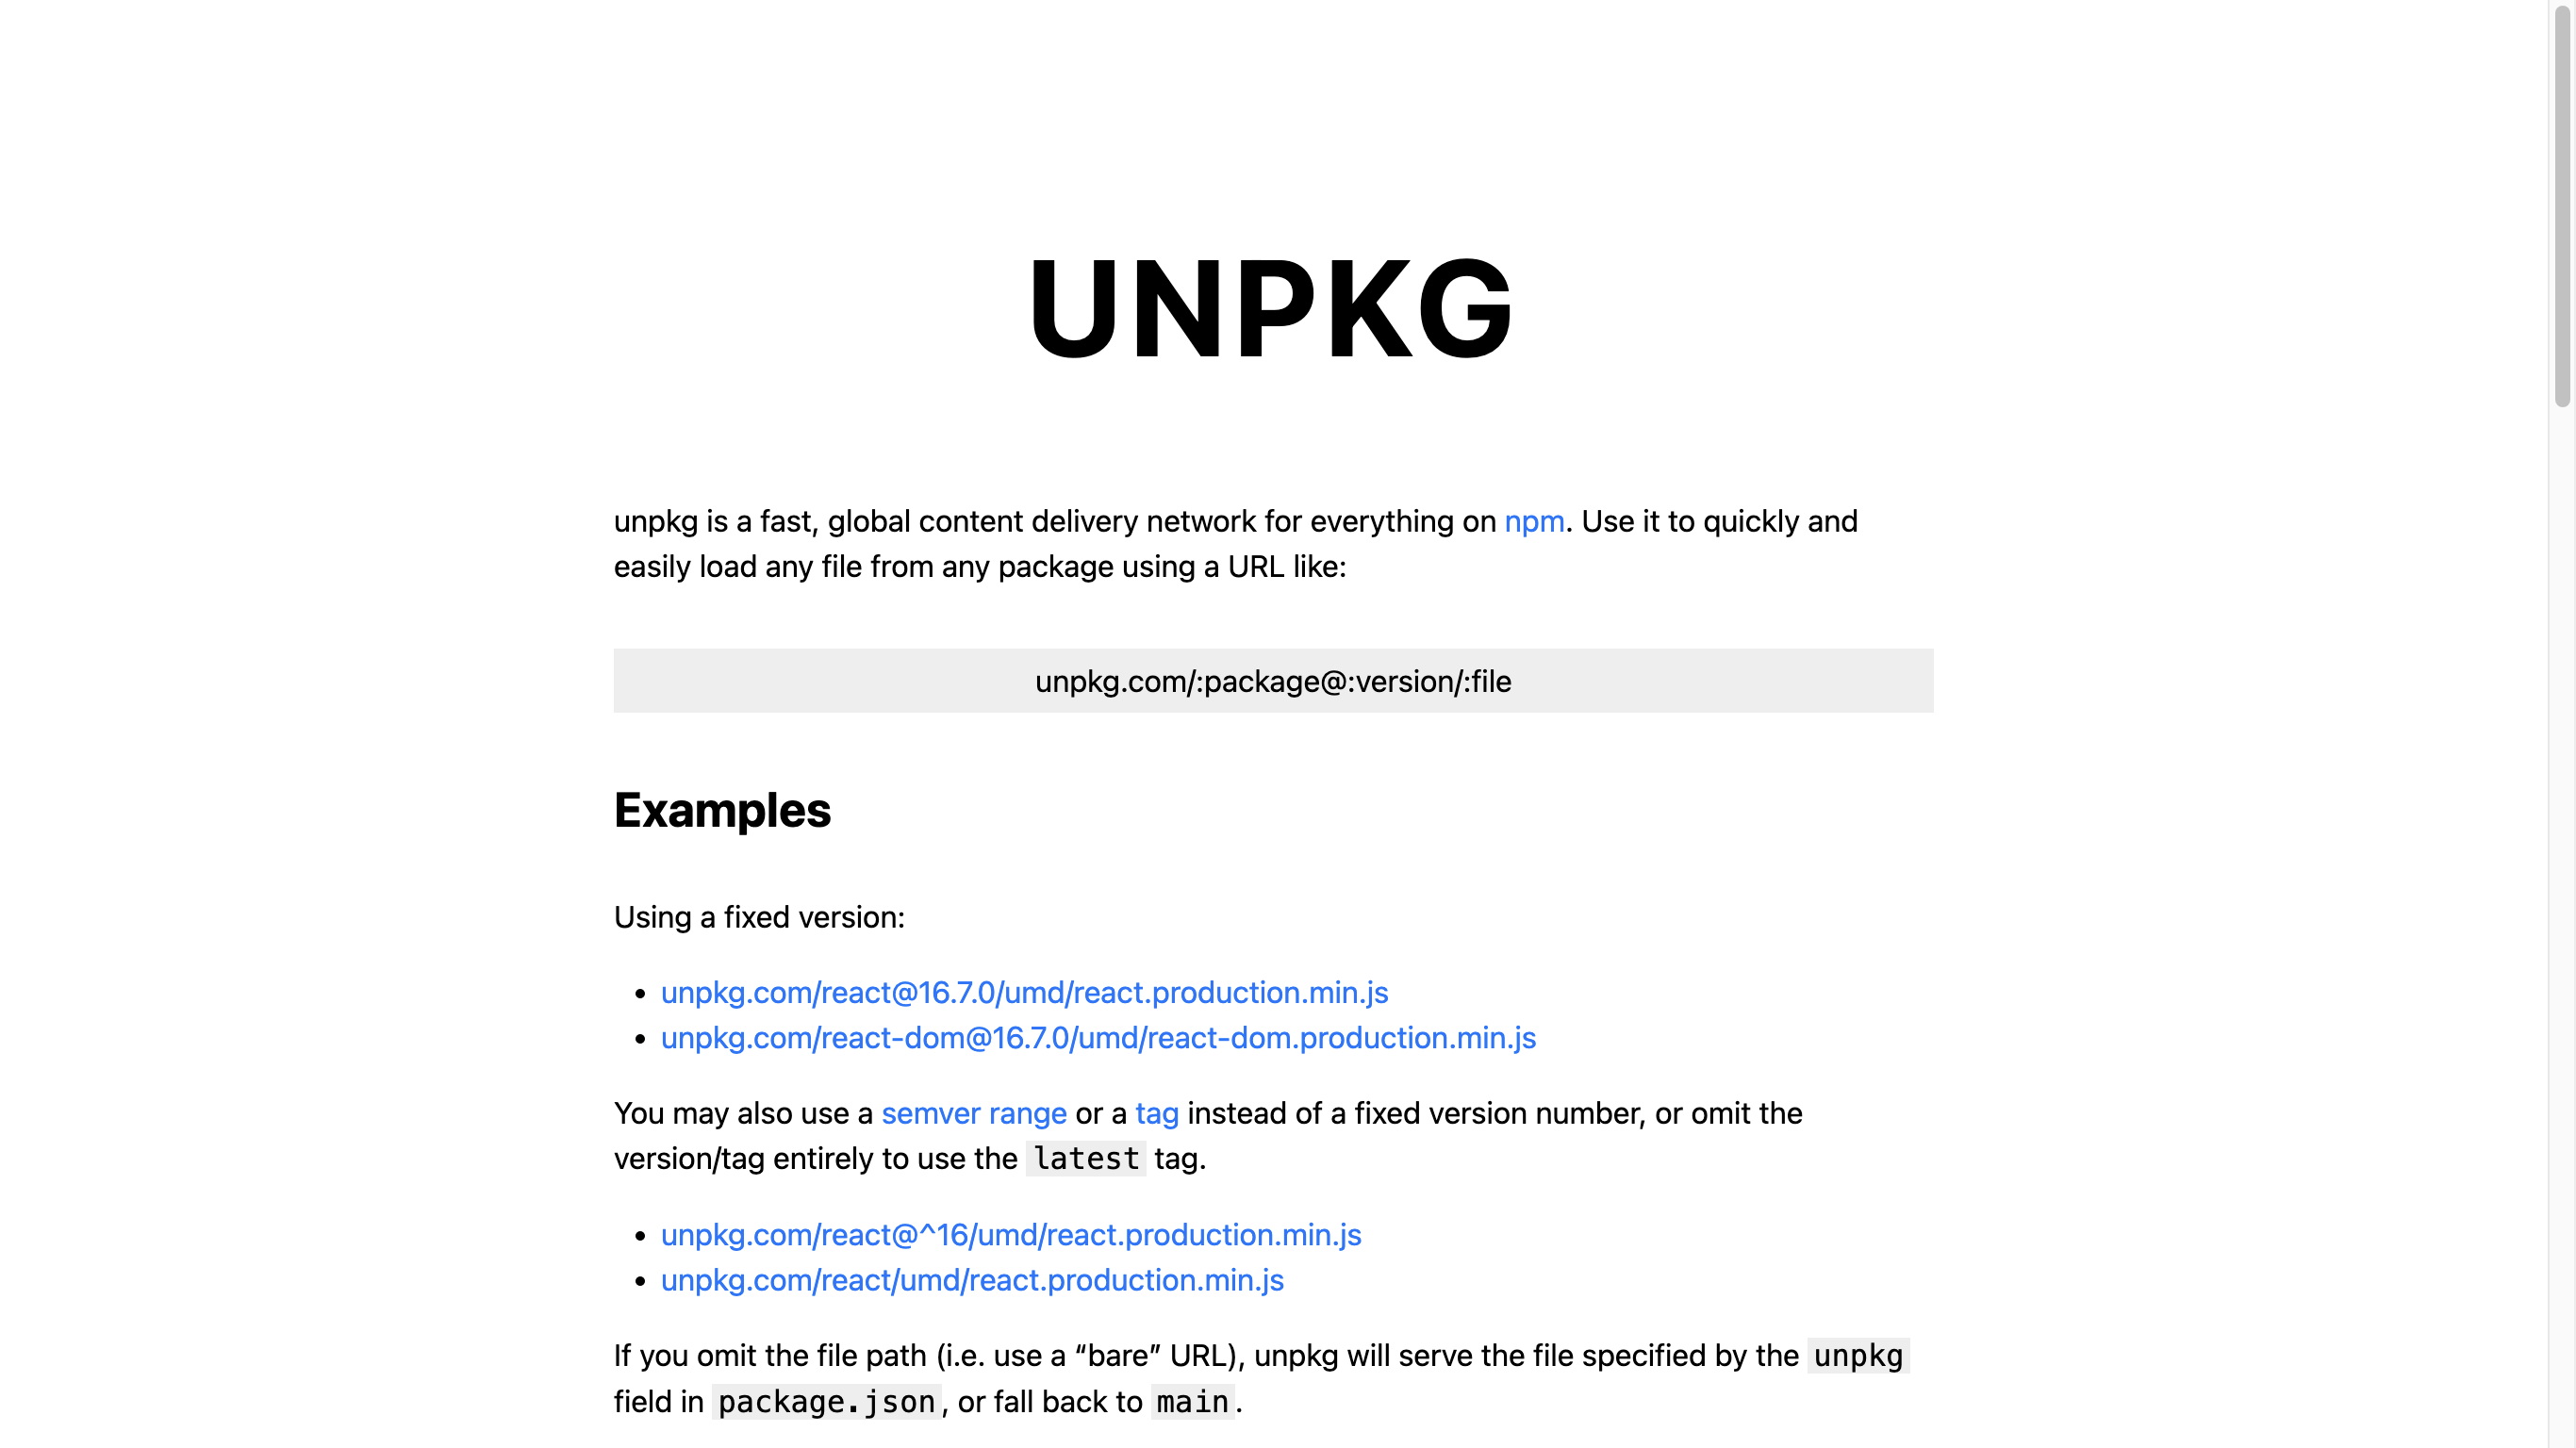 UNPKG
unpkg is a fast, global content delivery network for everything on npm. Use it to quickly and
easily load any file from any package using a URL like:
unpkg.com/:package@:version/:file
Examples
Using a fixed version:
• unpkg.com/react@16.7.0/umd/react.production.min.js
• unpkg.com/react-dom@16.7.0/umd/react-dom.production.min.js
You may also use a semver range or a tag instead of a fixed version number, or omit the
version/tag entirely to use the latest tag.
• unpkg.com/react@^16/umd/react.production.min.js
• unpkg.com/react/umd/react.production.min.js
If you omit the file path (i.e. use a “bare” URL), unpkg will serve the file specified by the unpkg
field in package.json, or fall back to main.